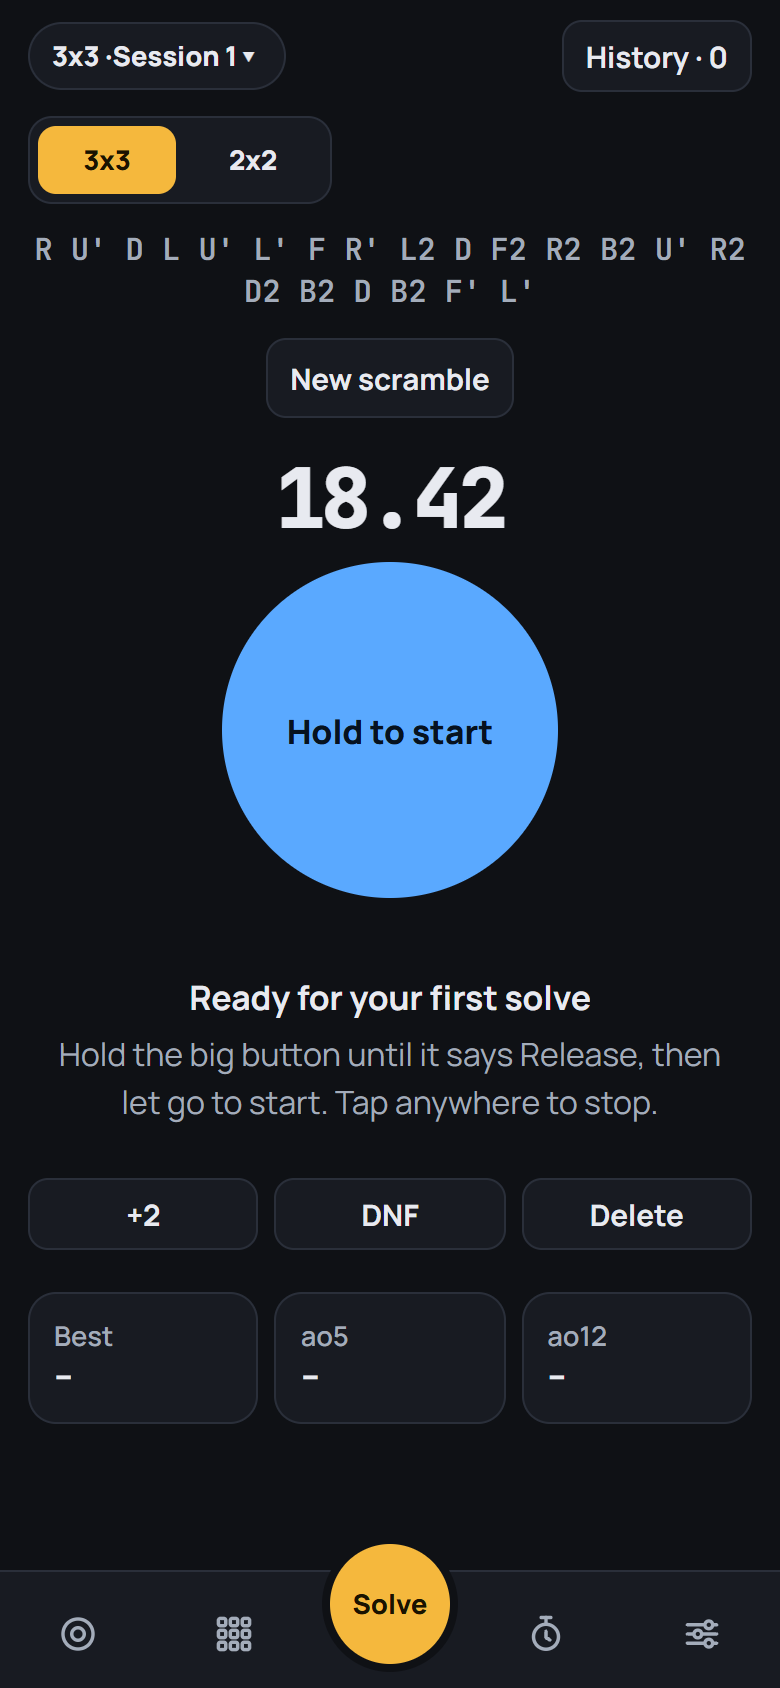 3x3 ·Session 1 ▾
History · 0
3x3
2x2
R U' D L U' L' F R' L2 D F2 R2 B2 U' R2
D2 B2 D B2 F' L'
New scramble
18.42
Hold to start
Ready for your first solve
Hold the big button until it says Release, then
let go to start. Tap anywhere to stop.
+2
DNF
Delete
Best
ao5
ao12
–
–
–
Solve